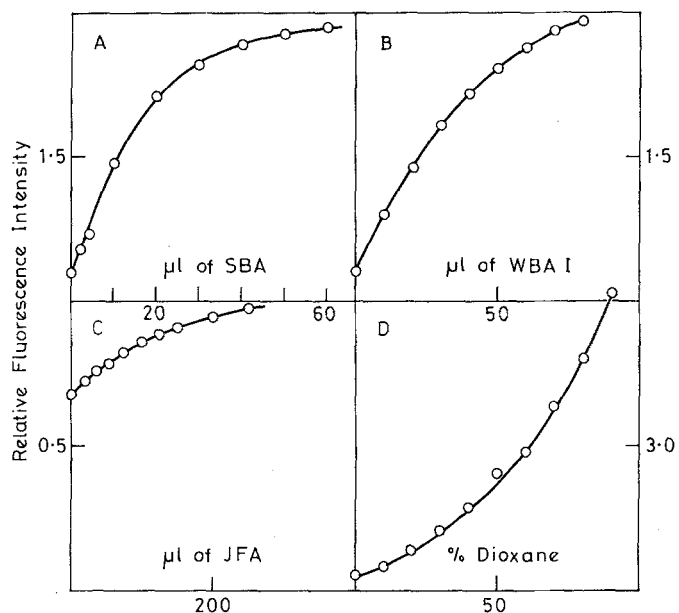 A
B
1·5
1·5
Relative Fluorescence Intensity
µl of SBA
µl of WBA I
20
60
50
C
D
0·5
3·0
µl of JFA
% Dioxane
200
50